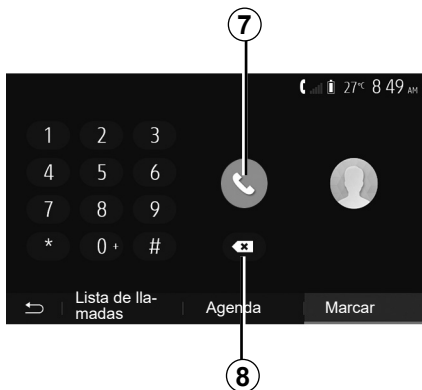 7
27°C 8 49 AM
1 2 3
4 5 6
7 8 9
* 0 + #
Lista de lla-
madas
Agenda
Marcar
8